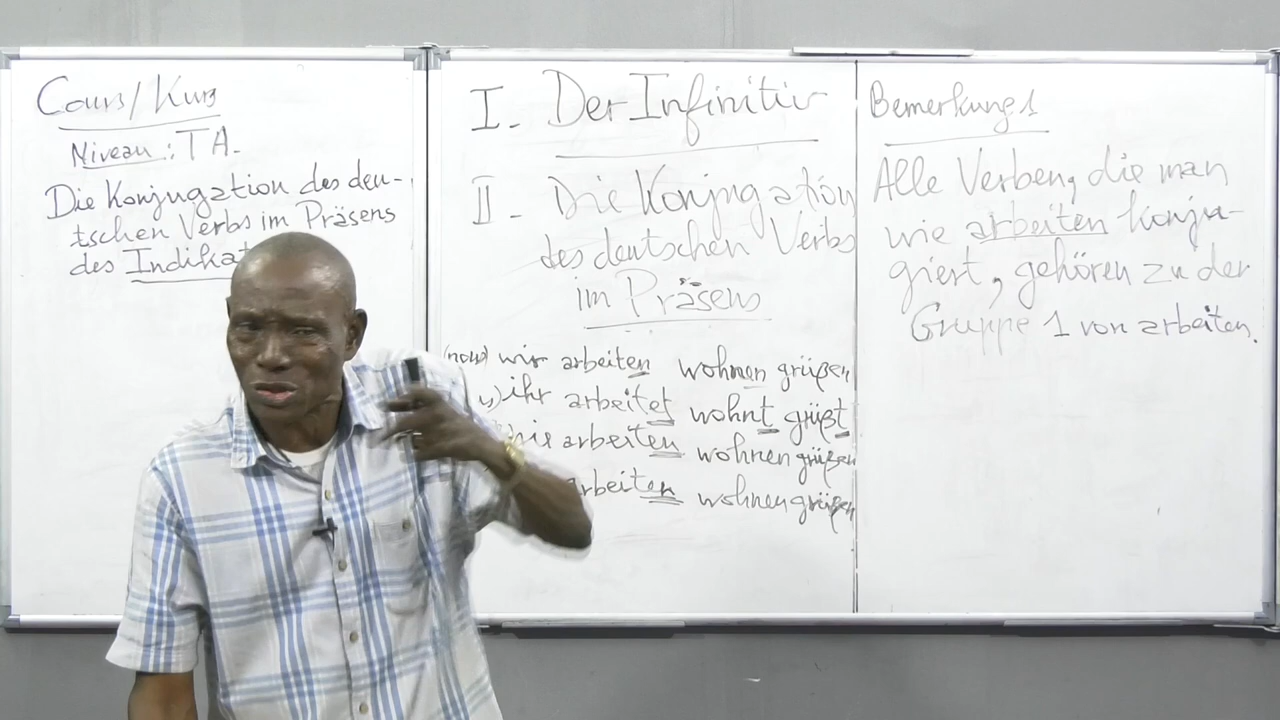 Cours/Kurs
Niveau : TA.
Die Konjugation des deu-
tschen Verbs im Präsens
des Indikat
I - Der Infinitiv
II - Die Konjugation
des deutschen Verbs
im Präsens
(nous) wir arbeiten wohnen grüßen
ihr arbeitet wohnt grüßt
arbeiten wohnen grüßen
arbeiten wohnen grüßen
Bemerkung 1
Alle Verben, die man
wie arbeiten konju-
giert, gehören zu der
Gruppe 1 von arbeiten.